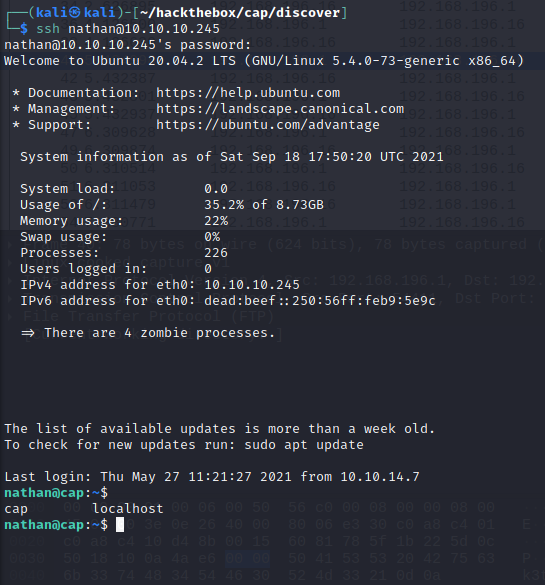 ┌──(kali㉿kali)-[~/hackthebox/cap/discover]
└─$ ssh nathan@10.10.10.245
nathan@10.10.10.245's password:
Welcome to Ubuntu 20.04.2 LTS (GNU/Linux 5.4.0-73-generic x86_64)

 * Documentation:  https://help.ubuntu.com
 * Management:     https://landscape.canonical.com
 * Support:        https://ubuntu.com/advantage

  System information as of Sat Sep 18 17:50:20 UTC 2021

  System load:           0.0
  Usage of /:            35.2% of 8.73GB
  Memory usage:          22%
  Swap usage:            0%
  Processes:             226
  Users logged in:       0
  IPv4 address for eth0: 10.10.10.245
  IPv6 address for eth0: dead:beef::250:56ff:feb9:5e9c

  => There are 4 zombie processes.

The list of available updates is more than a week old.
To check for new updates run: sudo apt update

Last login: Thu May 27 11:21:27 2021 from 10.10.14.7
nathan@cap:~$
cap        localhost
nathan@cap:~$